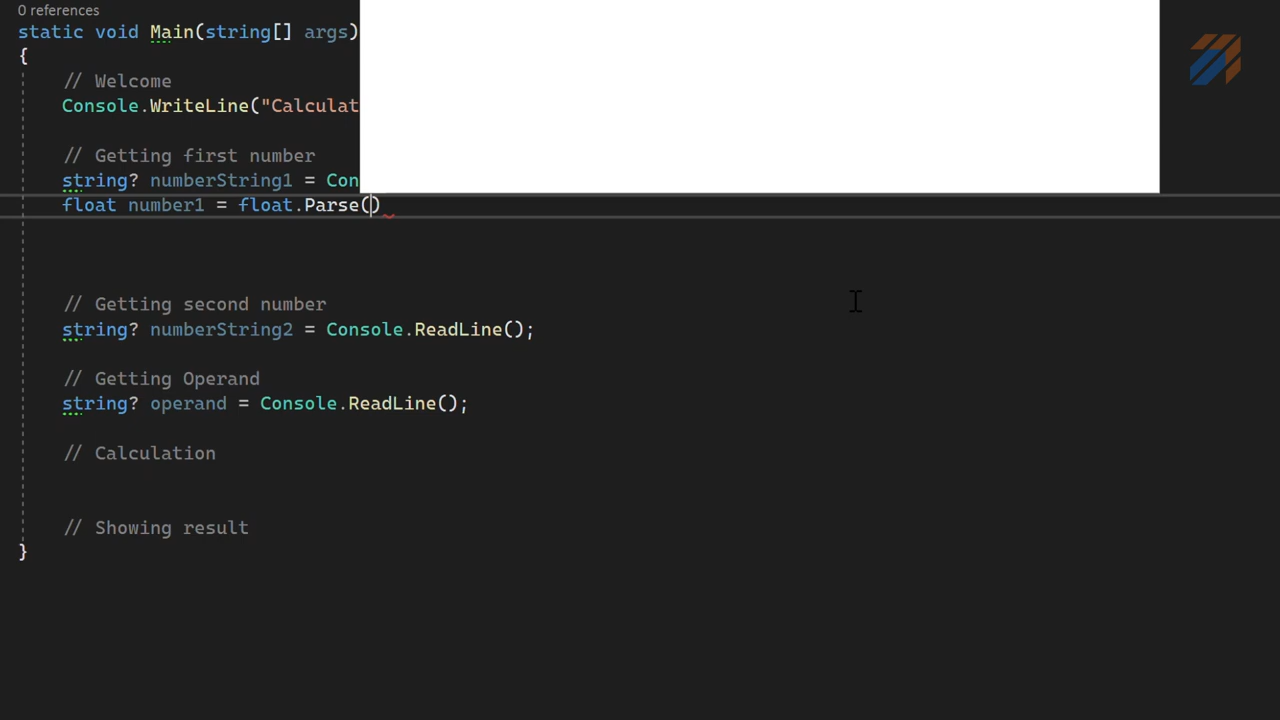 0 references
static void Main(string[] args)
{
// Welcome
Console.WriteLine("Calculat
// Getting first number
string? numberString1 = Con
float number1 = float.Parse()
// Getting second number
string? numberString2 = Console.ReadLine();
// Getting Operand
string? operand = Console.ReadLine();
// Calculation
// Showing result
}